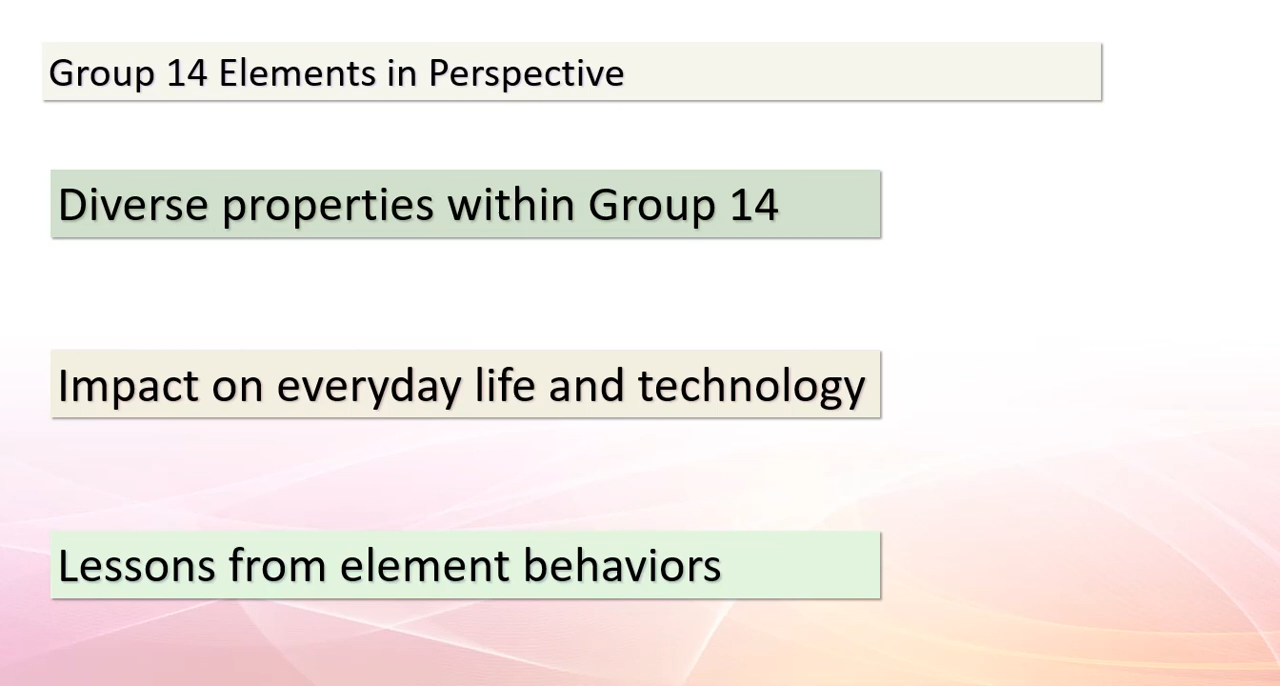 Group 14 Elements in Perspective
Diverse properties within Group 14
Impact on everyday life and technology
Lessons from element behaviors